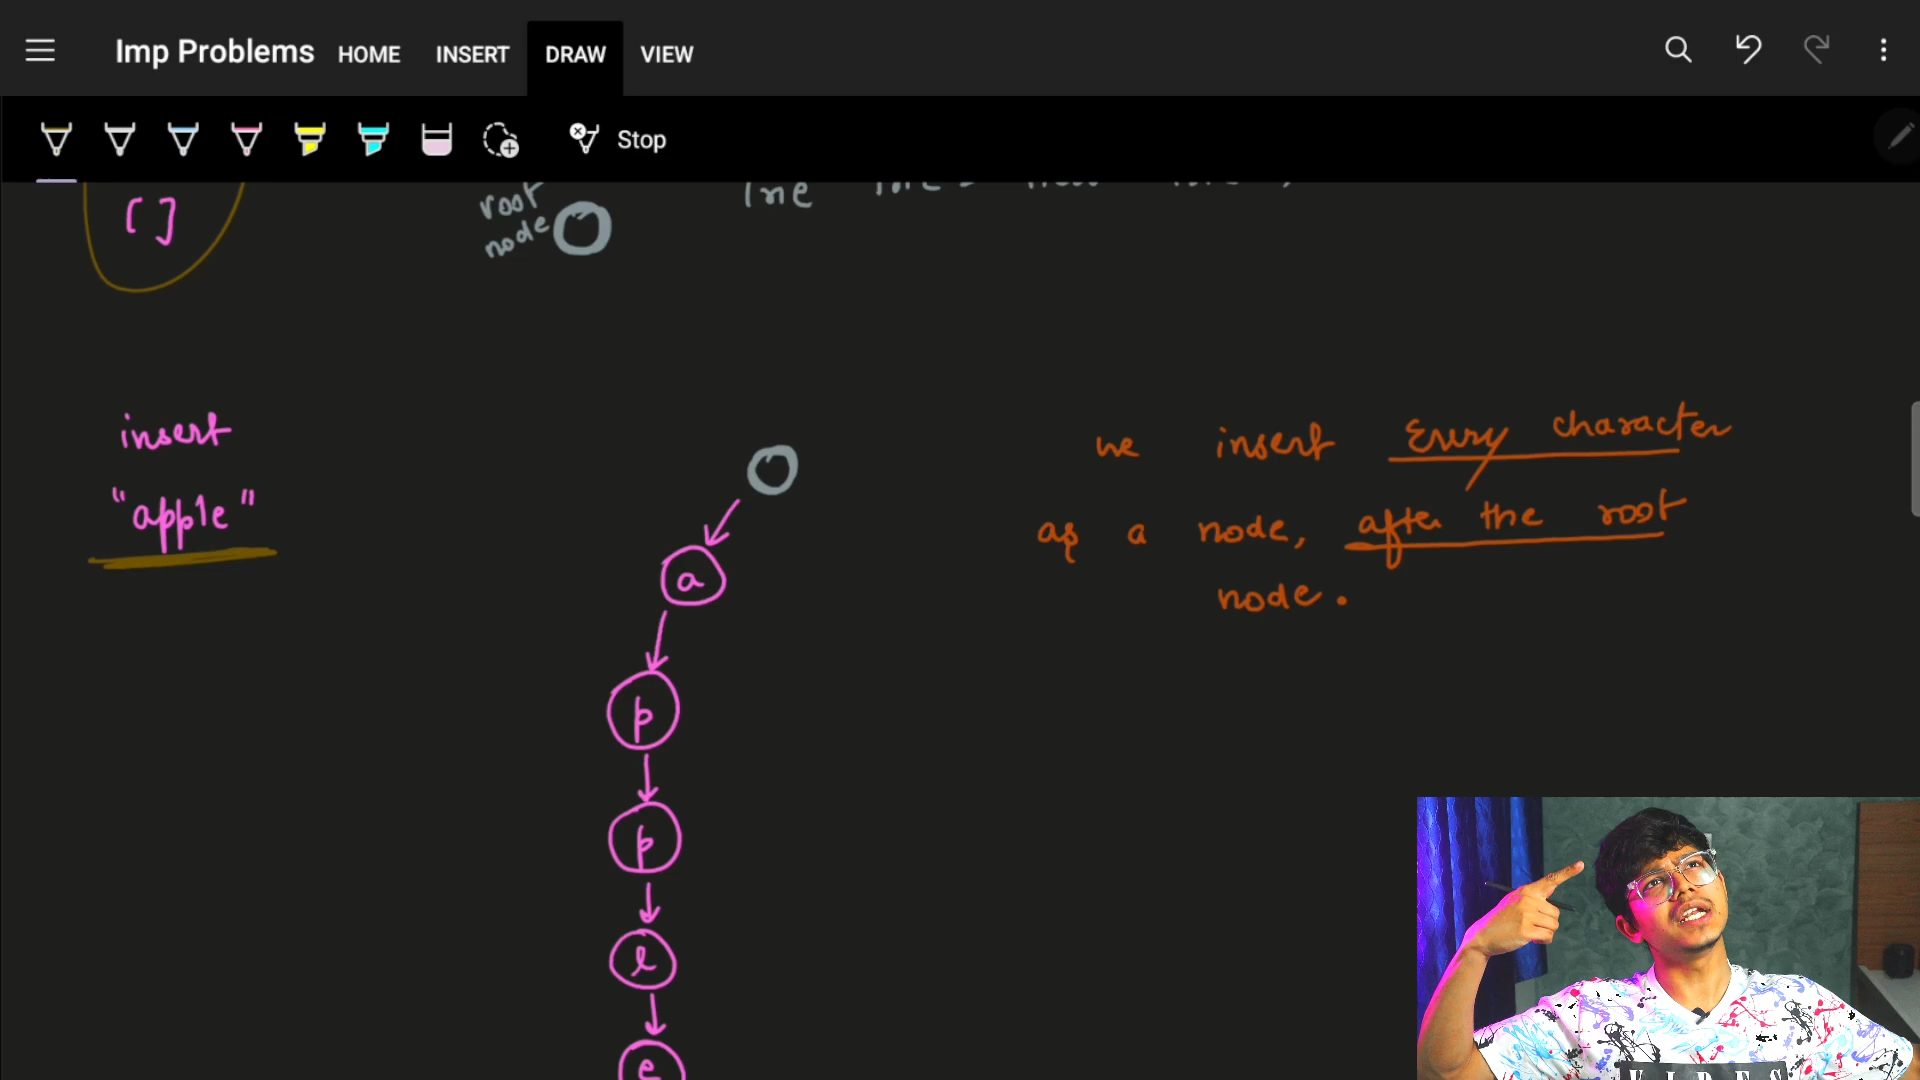 Imp Problems HOME INSERT DRAW VIEW
Stop
[]
root
node
insert
"apple"
we insert Every character
as a node, after the root
node.
a
p
p
l
e
VIBES